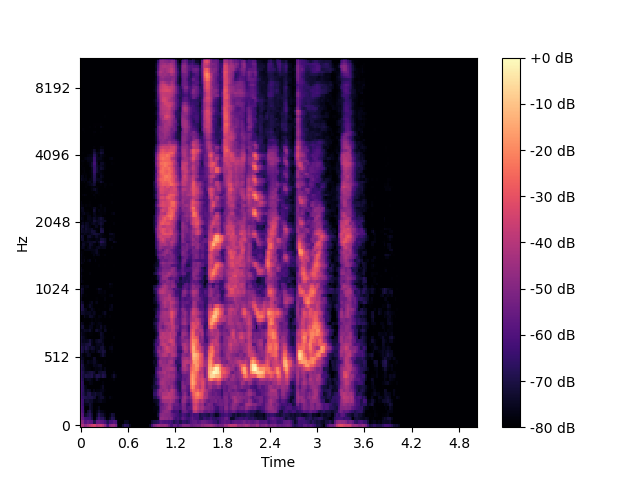 8192
4096
2048
1024
512
0
Hz
0 0.6 1.2 1.8 2.4 3 3.6 4.2 4.8
Time
+0 dB
-10 dB
-20 dB
-30 dB
-40 dB
-50 dB
-60 dB
-70 dB
-80 dB